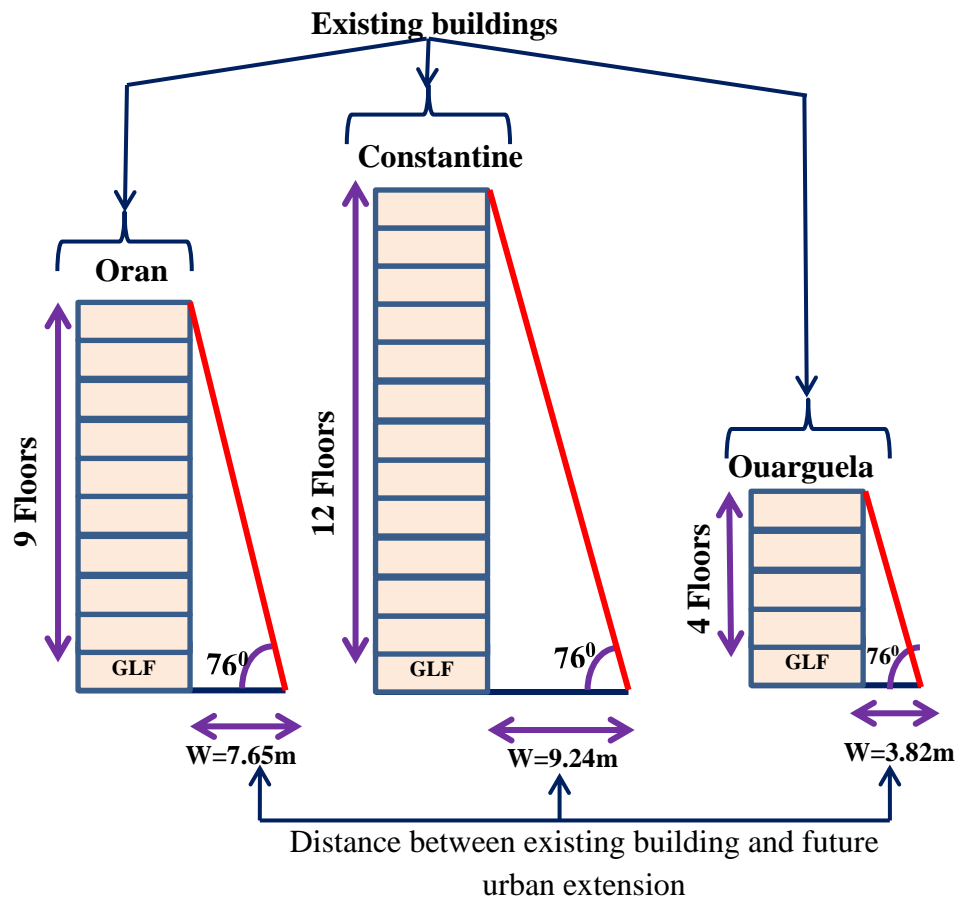 Existing buildings
Constantine
Oran
Ouarguela
9 Floors
12 Floors
4 Floors
GLF
76⁰
GLF
76⁰
GLF
76⁰
W=7.65m
W=9.24m
W=3.82m
Distance between existing building and future
urban extension